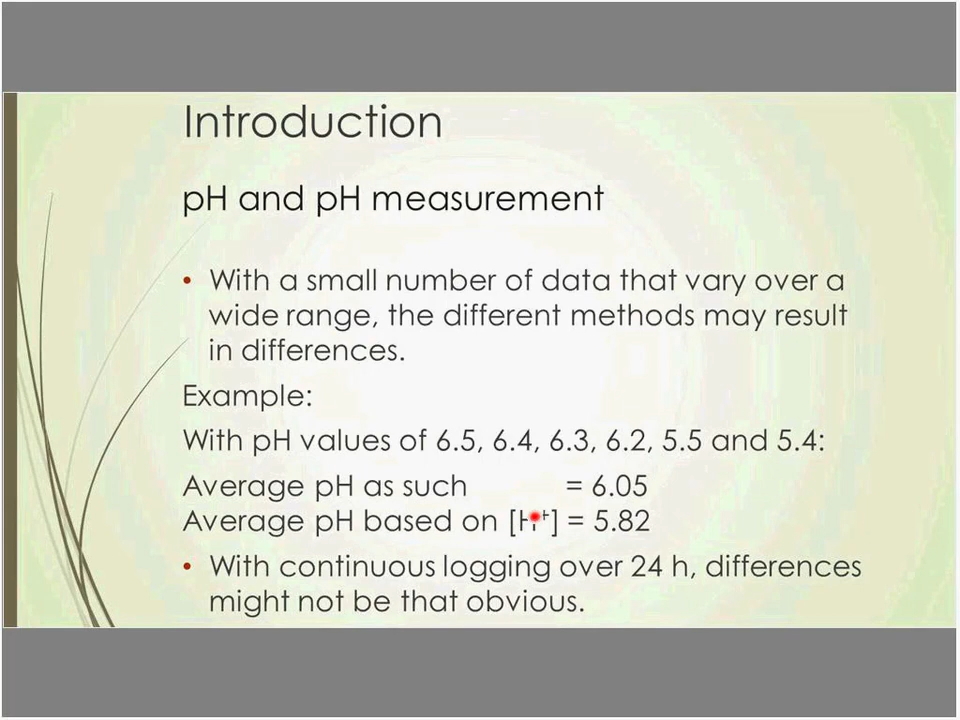 Introduction
pH and pH measurement
• With a small number of data that vary over a
wide range, the different methods may result
in differences.
Example:
With pH values of 6.5, 6.4, 6.3, 6.2, 5.5 and 5.4:
Average pH as such = 6.05
Average pH based on [H⁺] = 5.82
• With continuous logging over 24 h, differences
might not be that obvious.